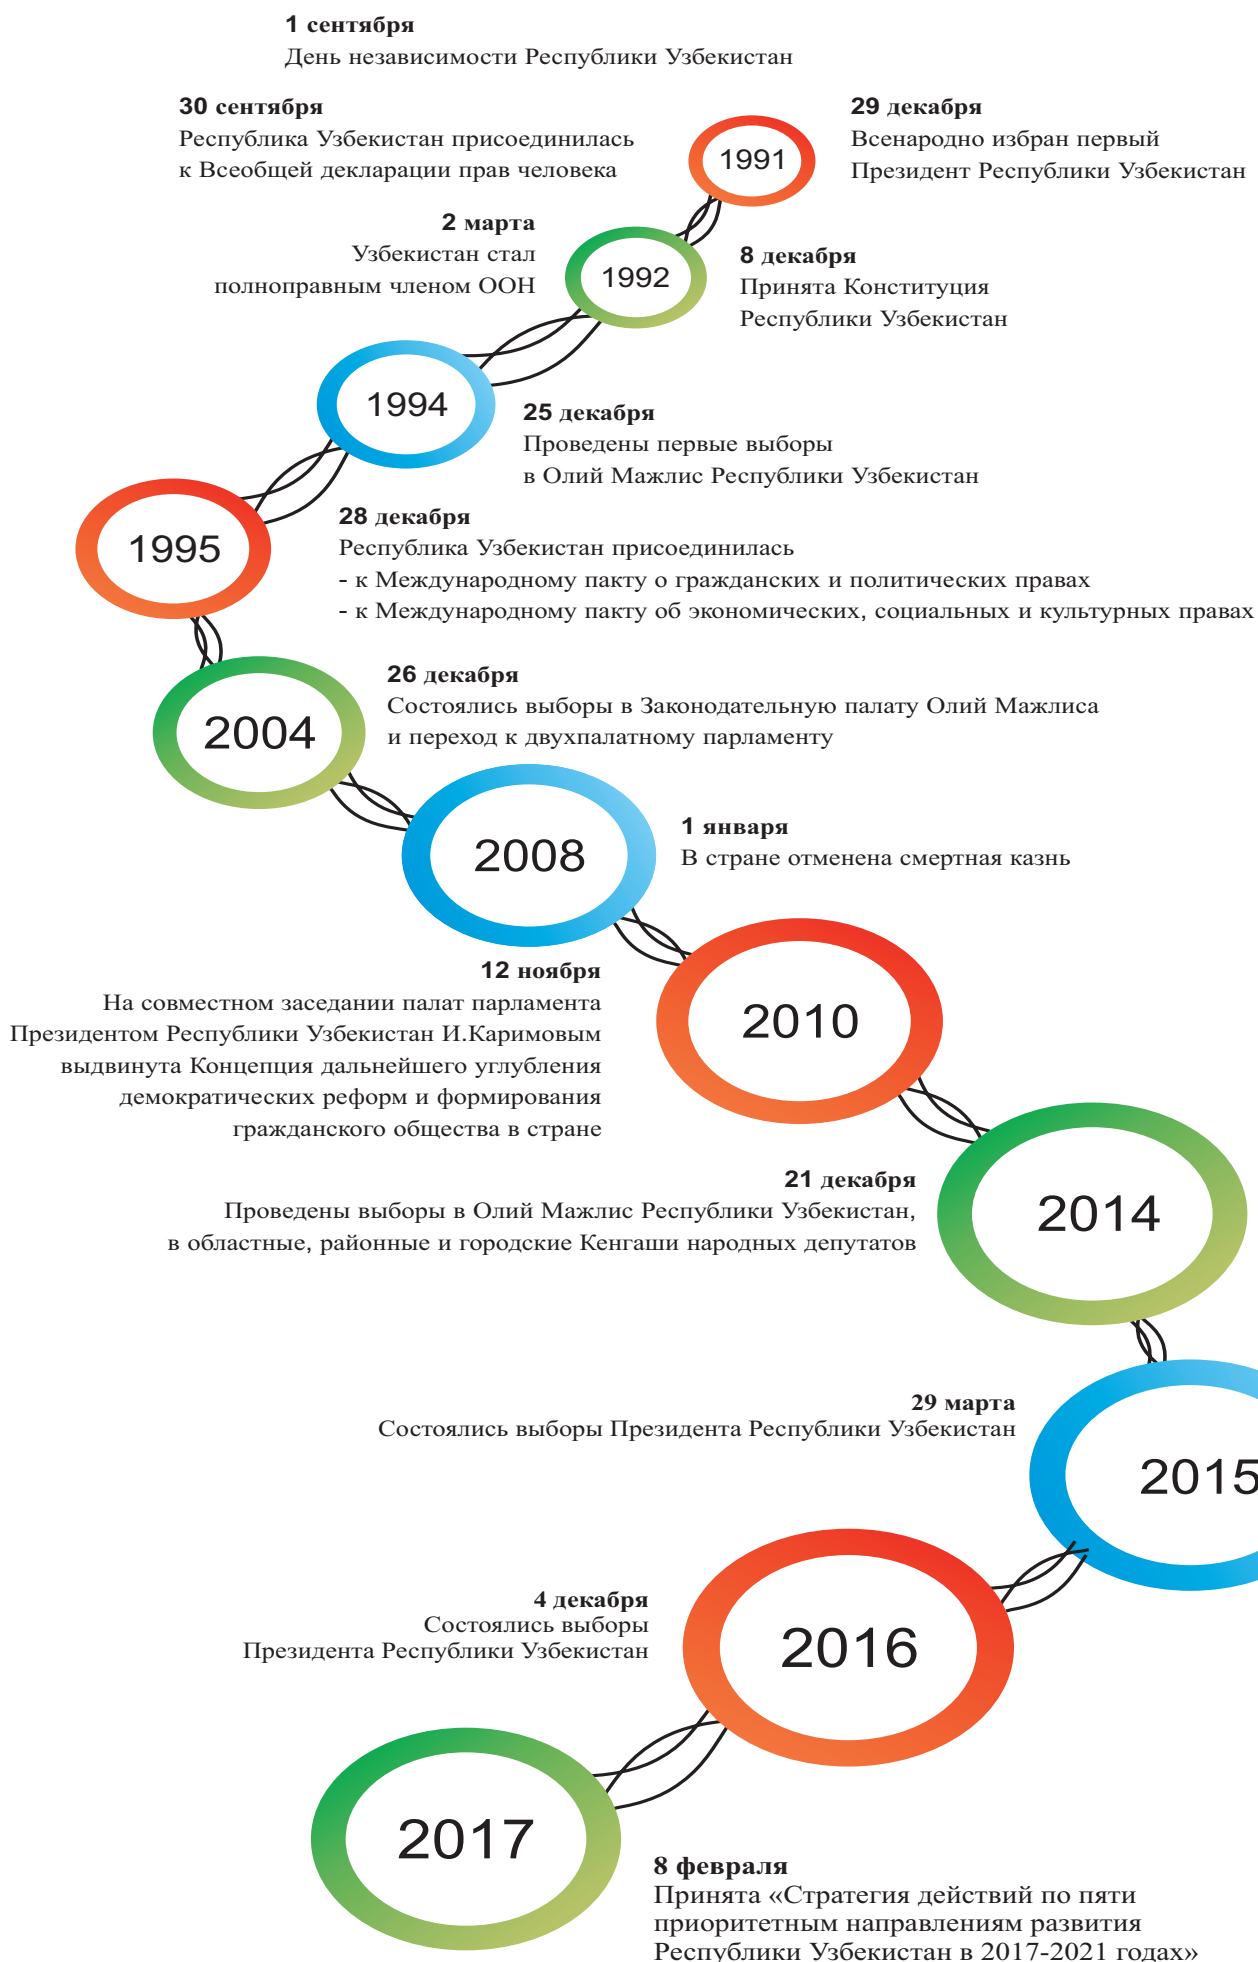 1 сентября
День независимости Республики Узбекистан
30 сентября
Республика Узбекистан присоединилась
к Всеобщей декларации прав человека
1991
29 декабря
Всенародно избран первый
Президент Республики Узбекистан
2 марта
Узбекистан стал
полноправным членом ООН
1992
8 декабря
Принята Конституция
Республики Узбекистан
1994
25 декабря
Проведены первые выборы
в Олий Мажлис Республики Узбекистан
1995
28 декабря
Республика Узбекистан присоединилась
- к Международному пакту о гражданских и политических правах
- к Международному пакту об экономических, социальных и культурных правах
2004
26 декабря
Состоялись выборы в Законодательную палату Олий Мажлиса
и переход к двухпалатному парламенту
2008
1 января
В стране отменена смертная казнь
12 ноября
На совместном заседании палат парламента
Президентом Республики Узбекистан И.Каримовым
выдвинута Концепция дальнейшего углубления
демократических реформ и формирования
гражданского общества в стране
2010
21 декабря
Проведены выборы в Олий Мажлис Республики Узбекистан,
в областные, районные и городские Кенгаши народных депутатов
2014
29 марта
Состоялись выборы Президента Республики Узбекистан
2015
4 декабря
Состоялись выборы
Президента Республики Узбекистан
2016
2017
8 февраля
Принята «Стратегия действий по пяти
приоритетным направлениям развития
Республики Узбекистан в 2017-2021 годах»